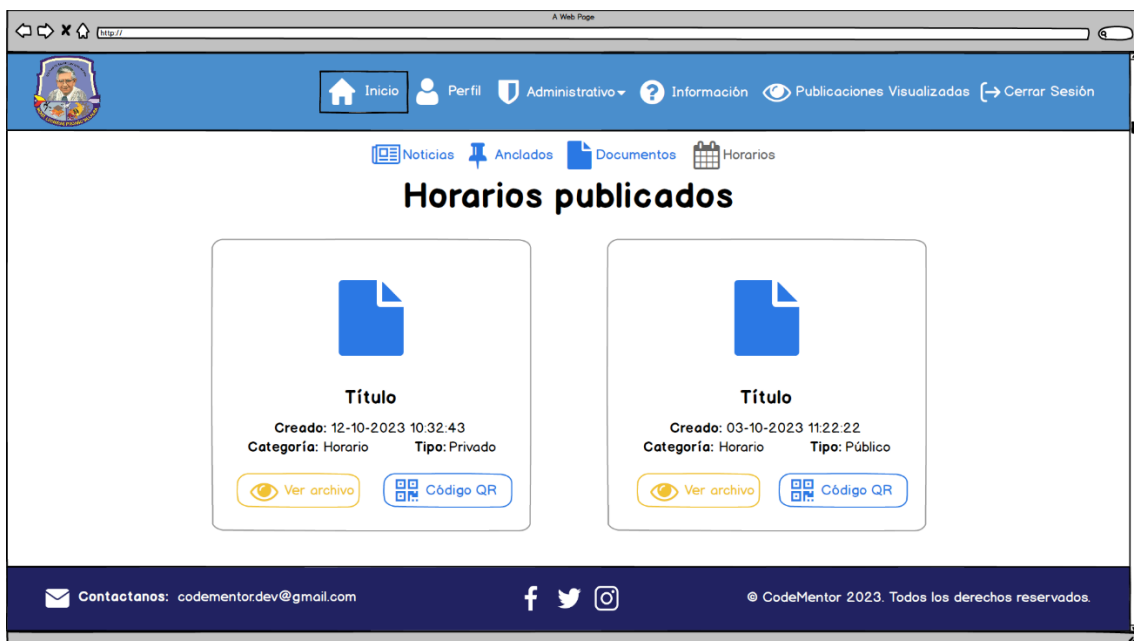 A Web Page
http://
Inicio Perfil Administrativo Información Publicaciones Visualizadas Cerrar Sesión
Noticias Anclados Documentos Horarios
Horarios publicados
Título
Creado: 12-10-2023 10:32:43
Categoría: Horario Tipo: Privado
Ver archivo Código QR
Título
Creado: 03-10-2023 11:22:22
Categoría: Horario Tipo: Público
Ver archivo Código QR
Contactanos: codementor.dev@gmail.com
© CodeMentor 2023. Todos los derechos reservados.